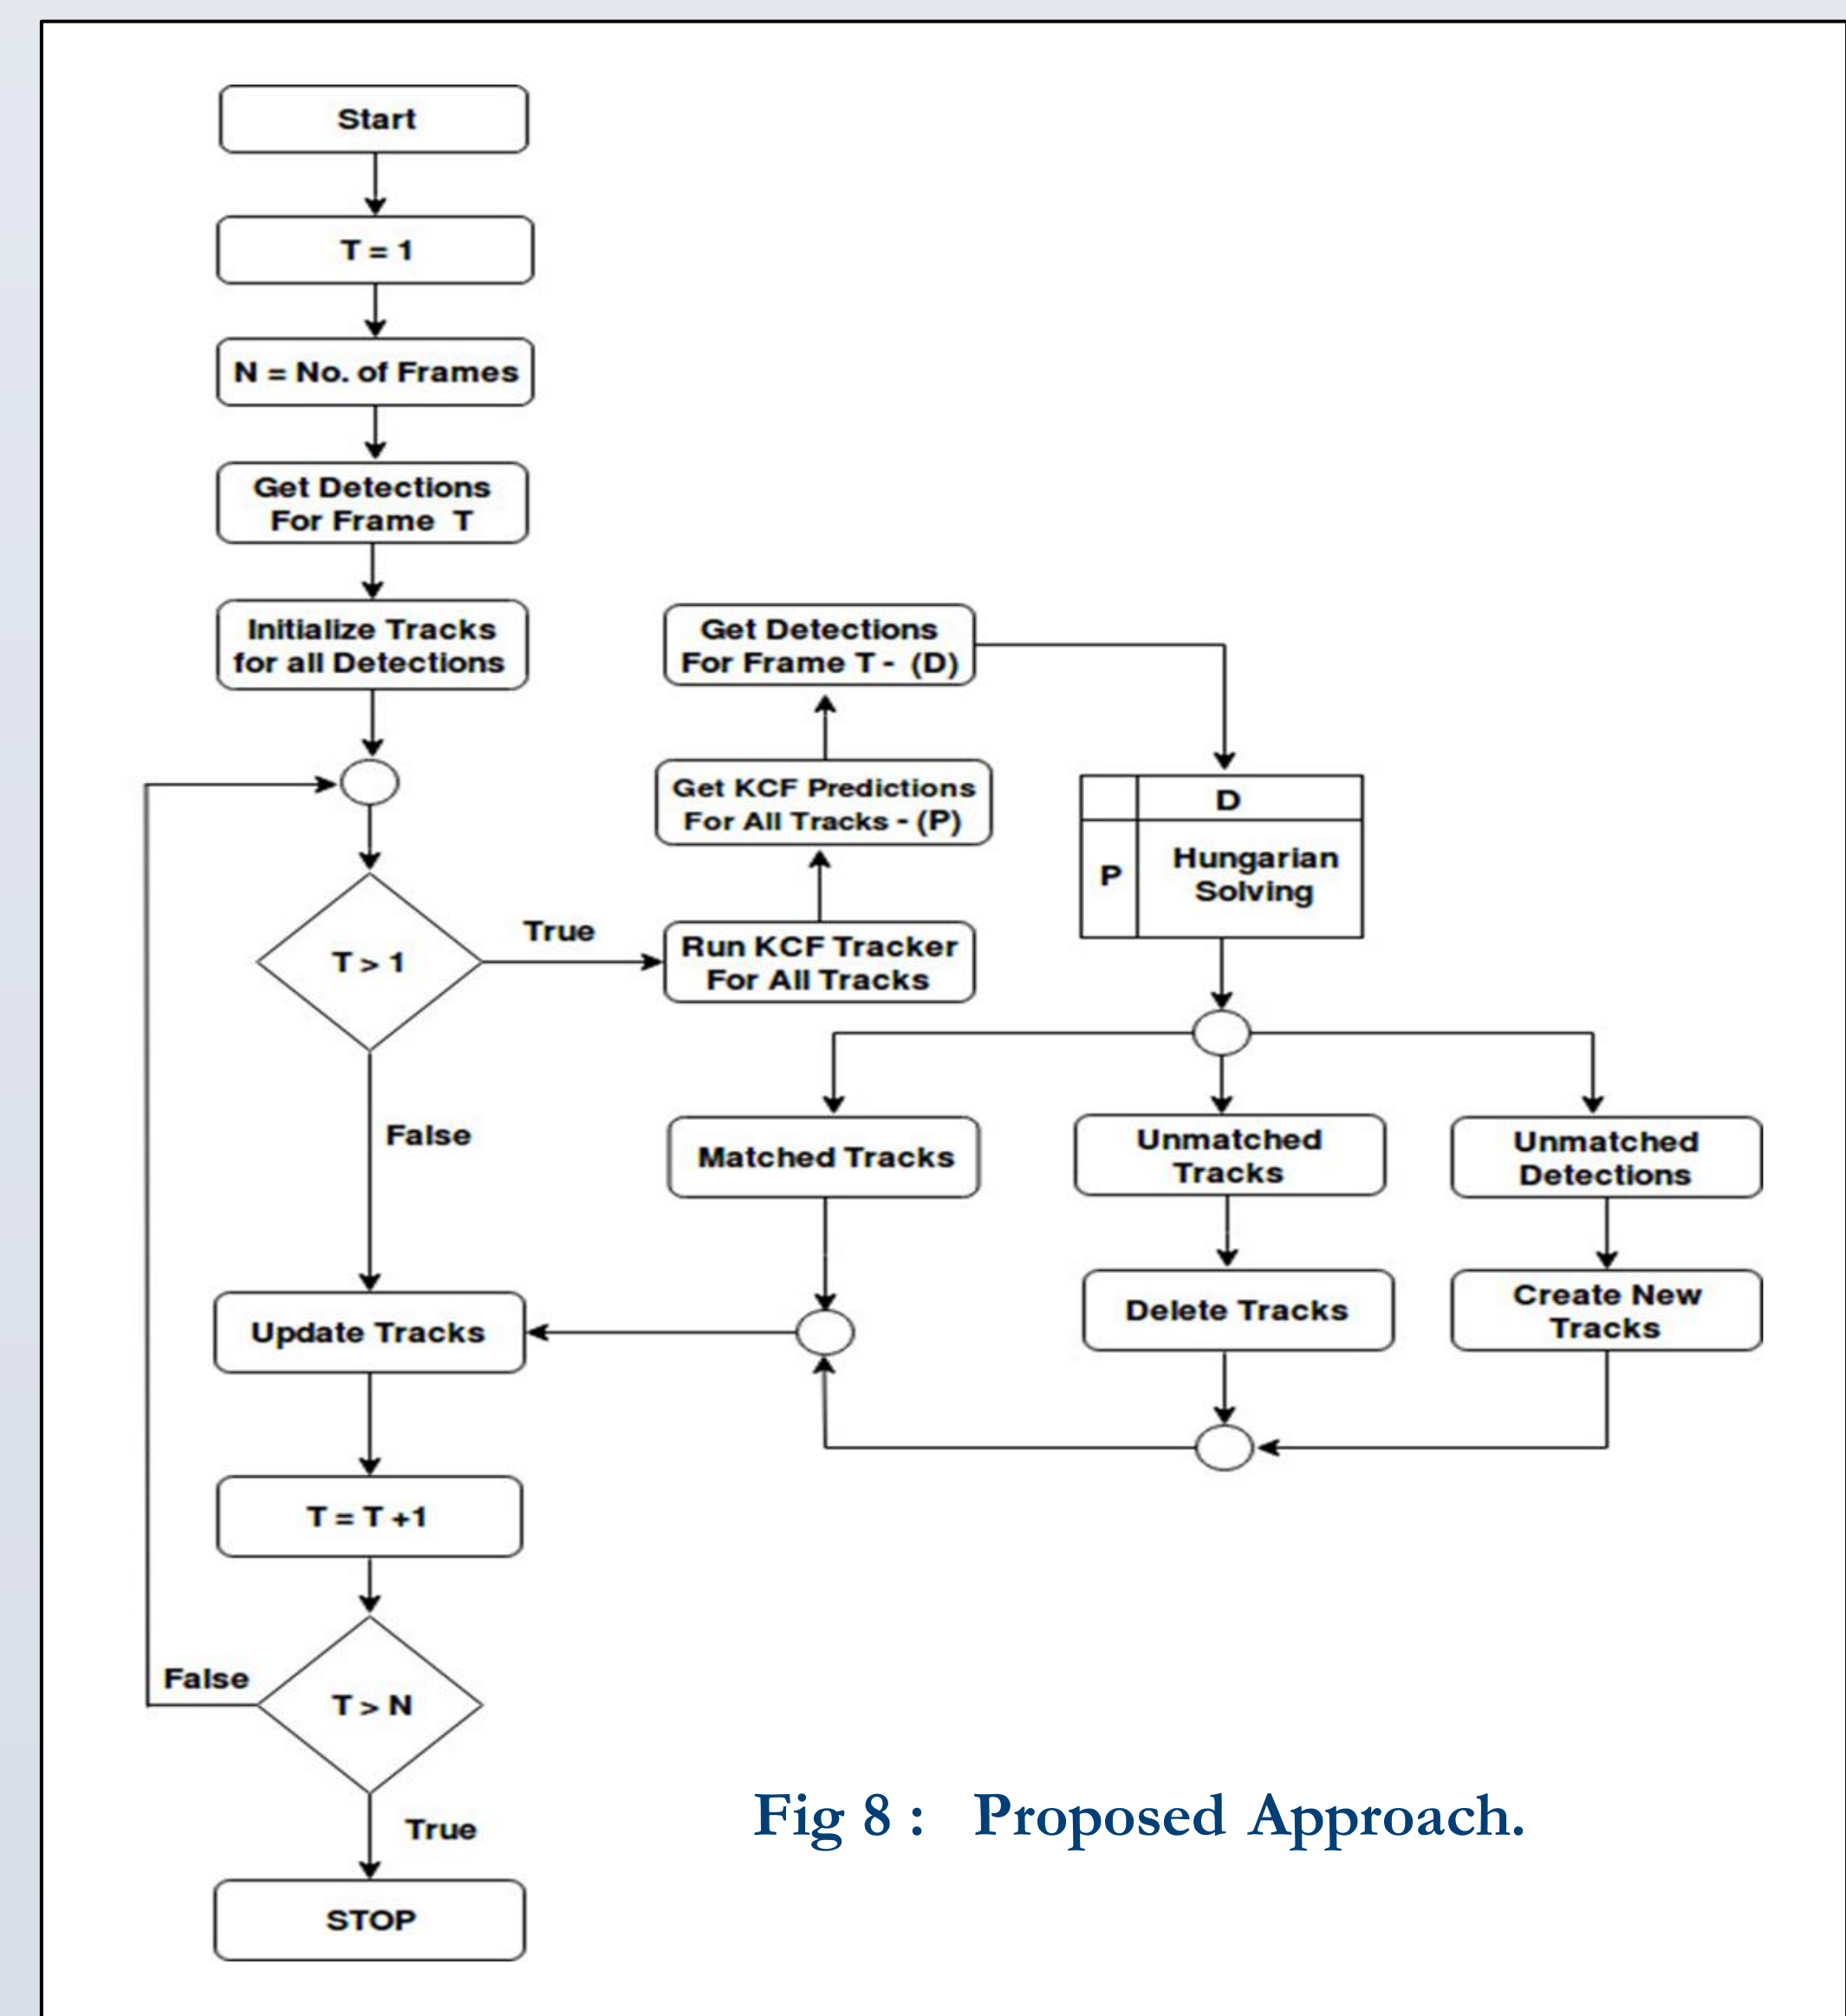 Start
T = 1
N = No. of Frames
Get Detections
For Frame T
Initialize Tracks
for all Detections
T > 1
True
False
Run KCF Tracker
For All Tracks
Get KCF Predictions
For All Tracks - (P)
Get Detections
For Frame T - (D)
D
P
Hungarian
Solving
Matched Tracks
Unmatched
Tracks
Unmatched
Detections
Delete Tracks
Create New
Tracks
Update Tracks
T = T +1
T > N
False
True
STOP
Fig 8 : Proposed Approach.